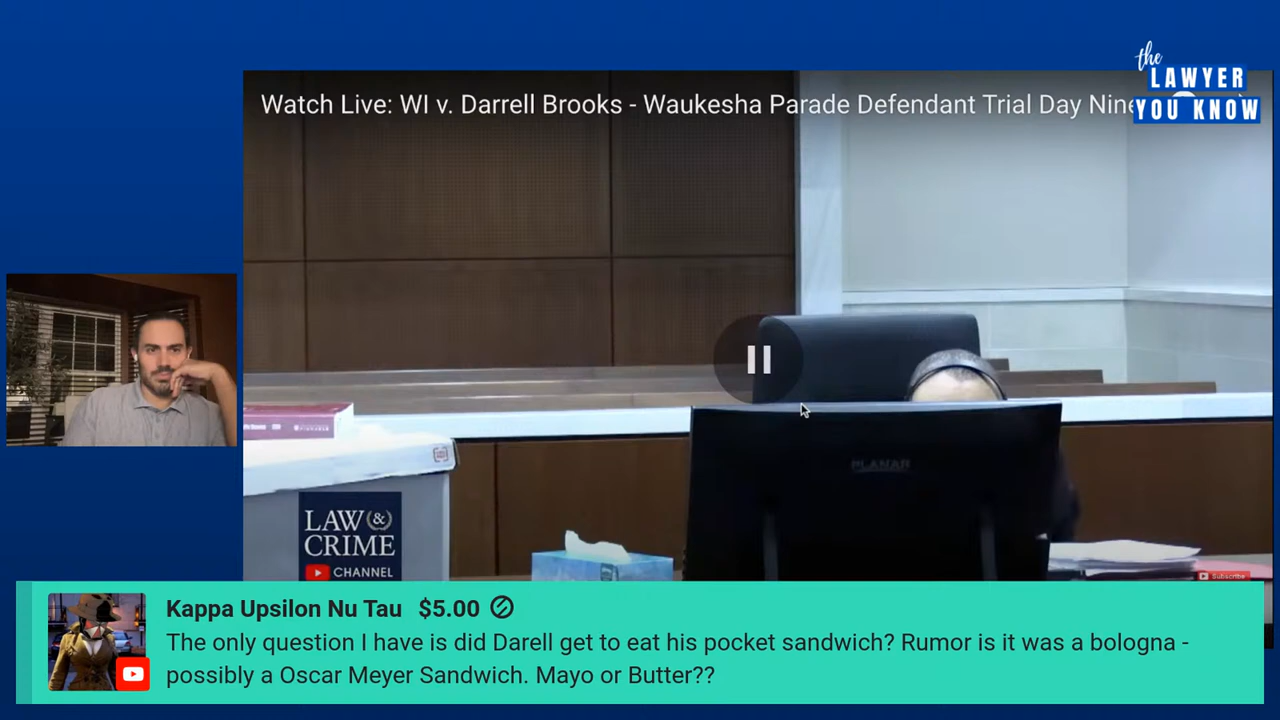 the
LAWYER
YOU KNOW
Watch Live: WI v. Darrell Brooks - Waukesha Parade Defendant Trial Day Nine
PLANAR
LAW &
CRIME
CHANNEL
Subscribe
Kappa Upsilon Nu Tau $5.00
The only question I have is did Darell get to eat his pocket sandwich? Rumor is it was a bologna -
possibly a Oscar Meyer Sandwich. Mayo or Butter??